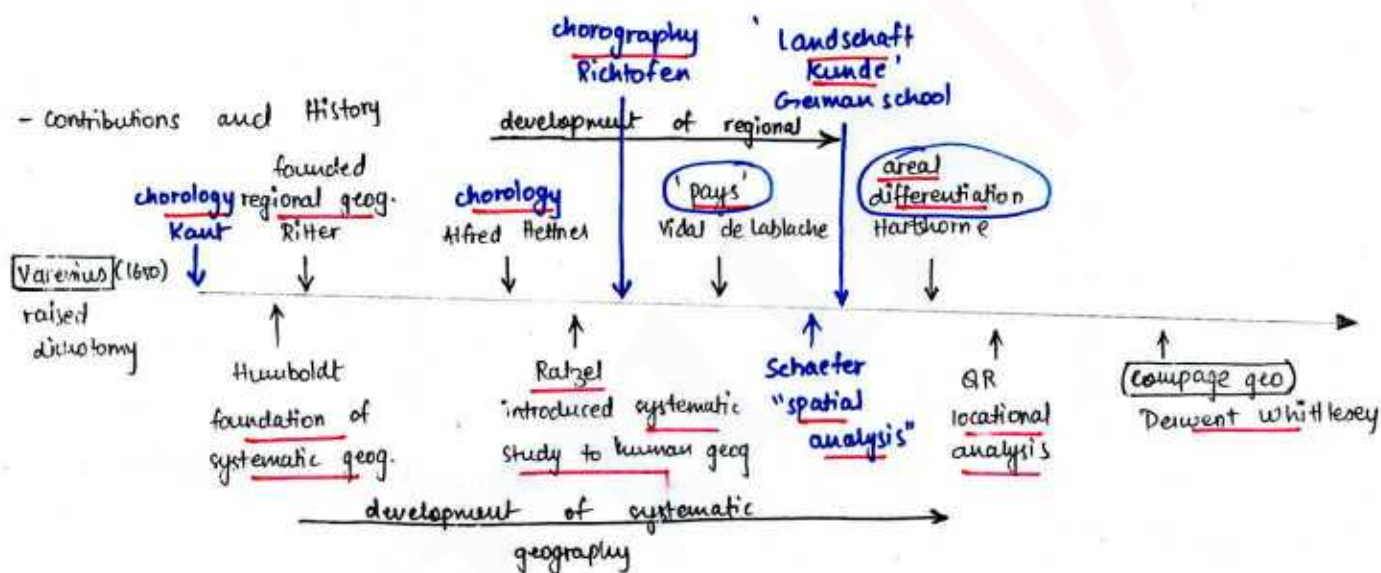 chorography
Richtofen
'Landschaft
Kunde'
German school
- Contributions and History
development of regional
chorology
Kant
founded
regional geog.
Ritter
chorology
Alfred Hettner
'pays'
Vidal de Lablache
areal
differentiation
Hartshorne
Varenius (1650)
raised
dichotomy
Humboldt
foundation of
systematic geog.
Ratzel
introduced systematic
study to human geog
Schaefer
"spatial
analysis"
QR
locational
analysis
compage geo
Derwent Whittlesey
development of systematic
geography